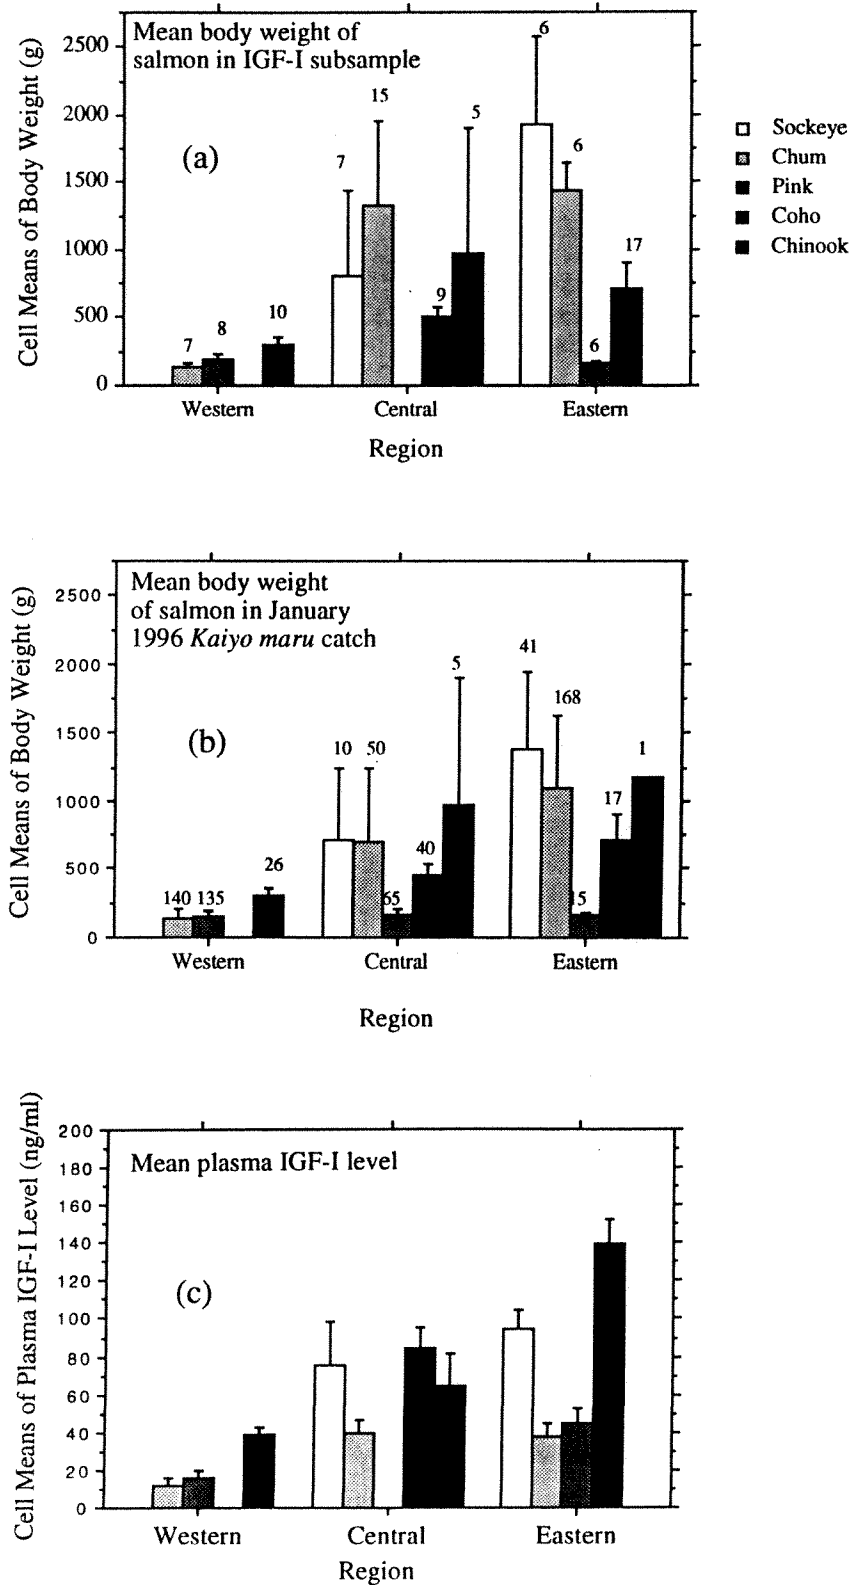 Mean body weight of
salmon in IGF-I subsample
(a)
Cell Means of Body Weight (g)
2500
2000
1500
1000
500
0
7
8
10
7
15
9
5
6
6
6
17
Western Central Eastern
Region
Sockeye
Chum
Pink
Coho
Chinook
Mean body weight
of salmon in January
1996 Kaiyo maru catch
(b)
Cell Means of Body Weight (g)
2500
2000
1500
1000
500
0
140
135
26
10
50
65
40
5
41
168
15
17
1
Western Central Eastern
Region
Mean plasma IGF-I level
(c)
Cell Means of Plasma IGF-I Level (ng/ml)
200
180
160
140
120
100
80
60
40
20
0
Western Central Eastern
Region